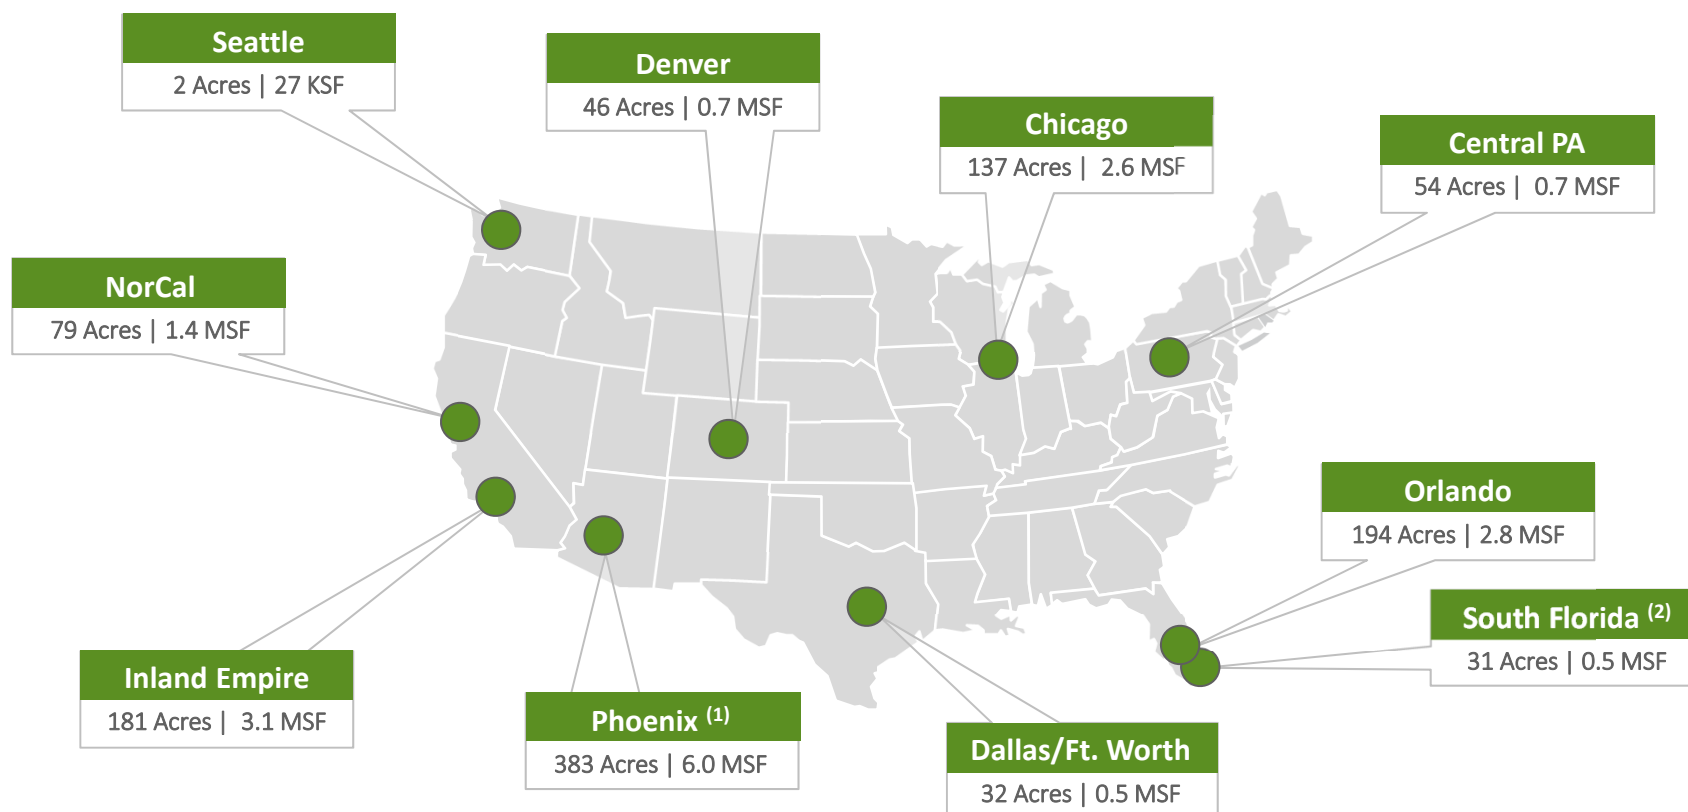 Seattle
2 Acres | 27 KSF
Denver
46 Acres | 0.7 MSF
Chicago
137 Acres | 2.6 MSF
Central PA
54 Acres | 0.7 MSF
NorCal
79 Acres | 1.4 MSF
Orlando
194 Acres | 2.8 MSF
South Florida (2)
31 Acres | 0.5 MSF
Inland Empire
181 Acres | 3.1 MSF
Phoenix (1)
383 Acres | 6.0 MSF
Dallas/Ft. Worth
32 Acres | 0.5 MSF